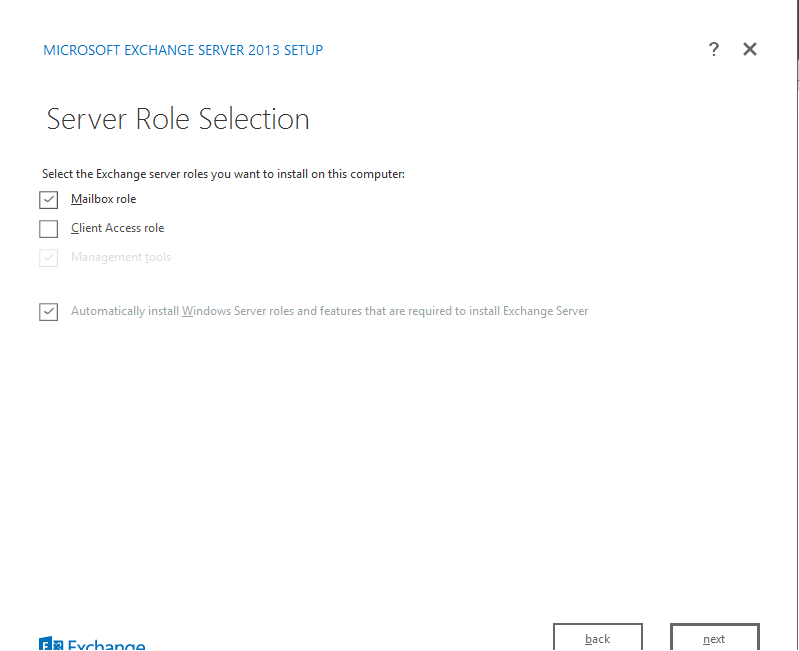 MICROSOFT EXCHANGE SERVER 2013 SETUP
?
Server Role Selection
Select the Exchange server roles you want to install on this computer:
Mailbox role
Client Access role
Management tools
Automatically install Windows Server roles and features that are required to install Exchange Server
Exchange
back
next